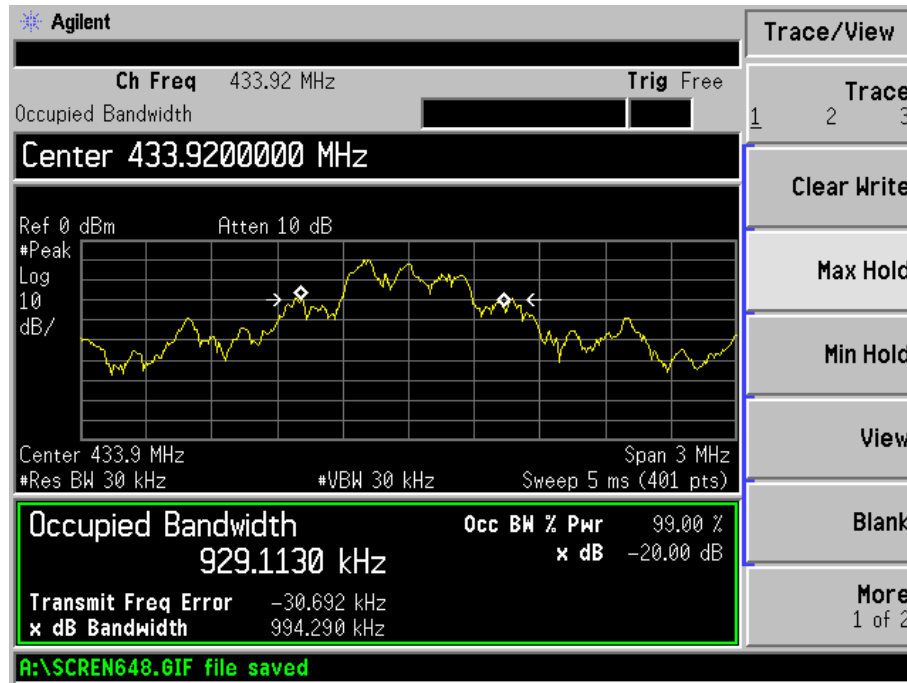 Agilent
Trace/View
Ch Freq 433.92 MHz Trig Free
Occupied Bandwidth
Trace
1 2 3
Center 433.9200000 MHz
Clear Write
Ref 0 dBm Atten 10 dB
#Peak
Log
10
dB/
Max Hold
Min Hold
Center 433.9 MHz Span 3 MHz
#Res BW 30 kHz #VBW 30 kHz Sweep 5 ms (401 pts)
View
Occupied Bandwidth
929.1130 kHz
Occ BW % Pwr 99.00 %
x dB -20.00 dB
Blank
Transmit Freq Error -30.692 kHz
x dB Bandwidth 994.290 kHz
More
1 of 2
A:\SCREN648.GIF file saved